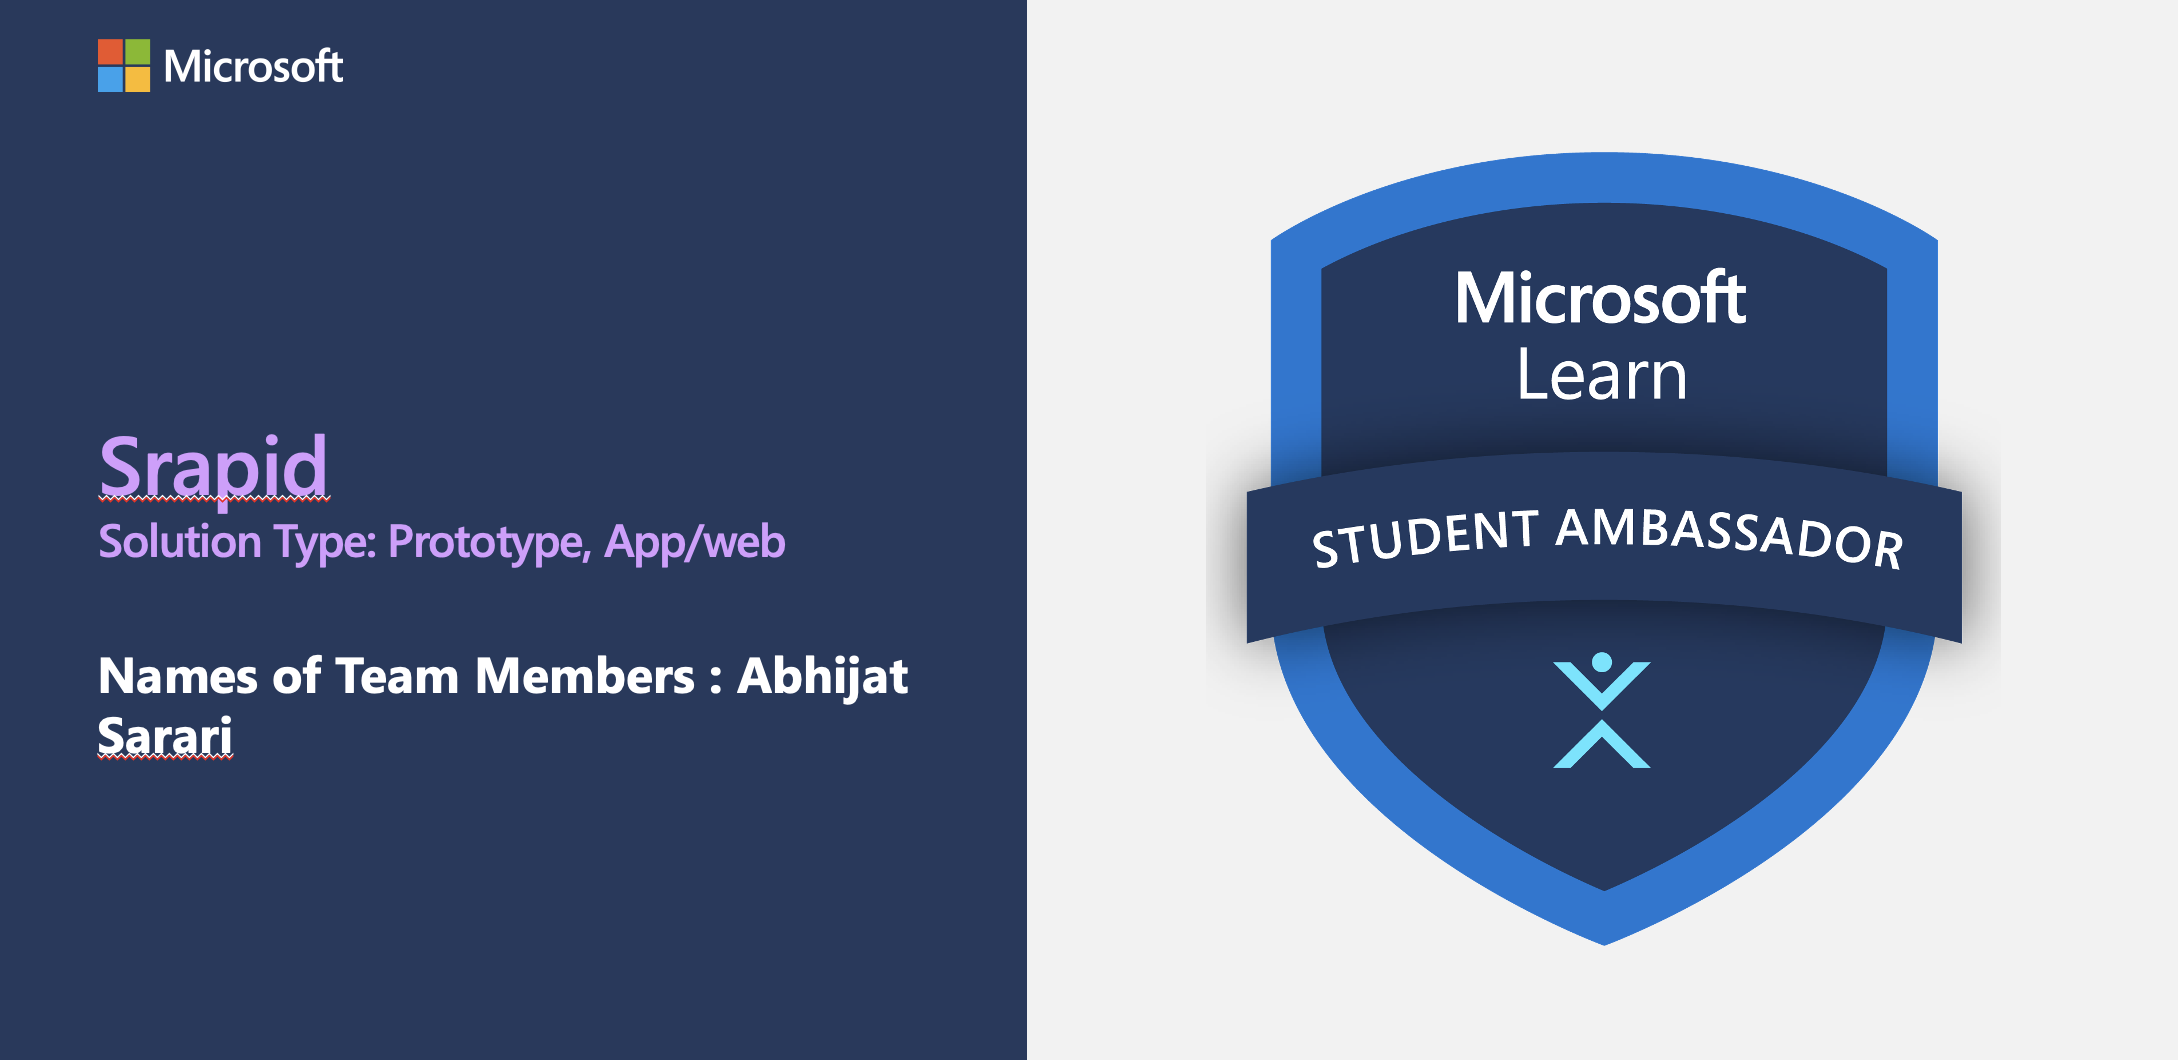 Microsoft
Srapid
Solution Type: Prototype, App/web
Names of Team Members : Abhijat
Sarari
Microsoft
Learn
STUDENT AMBASSADOR